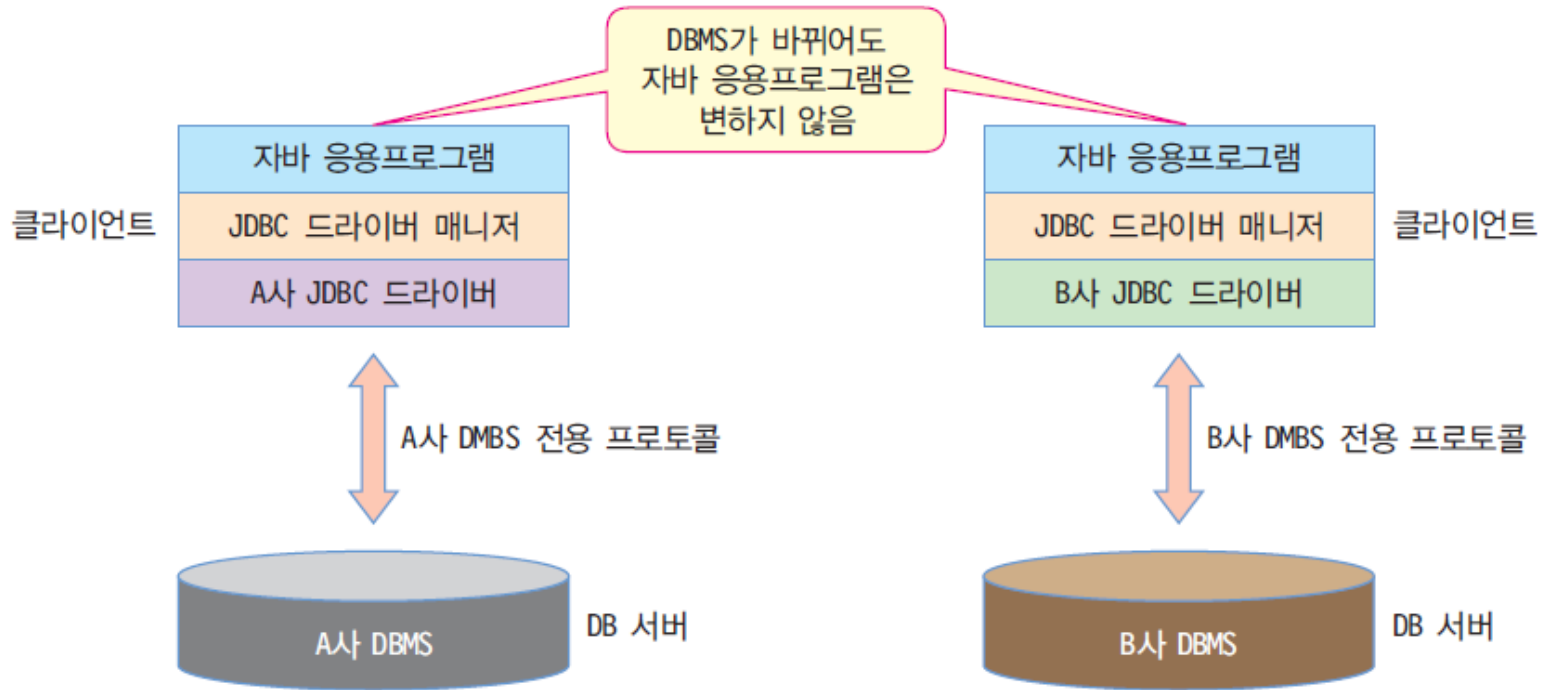 DBMS가 바뀌어도
자바 응용프로그램은
변하지 않음
자바 응용프로그램
JDBC 드라이버 매니저
A사 JDBC 드라이버
클라이언트
자바 응용프로그램
JDBC 드라이버 매니저
B사 JDBC 드라이버
클라이언트
A사 DMBS 전용 프로토콜
B사 DMBS 전용 프로토콜
A사 DBMS
DB 서버
B사 DBMS
DB 서버